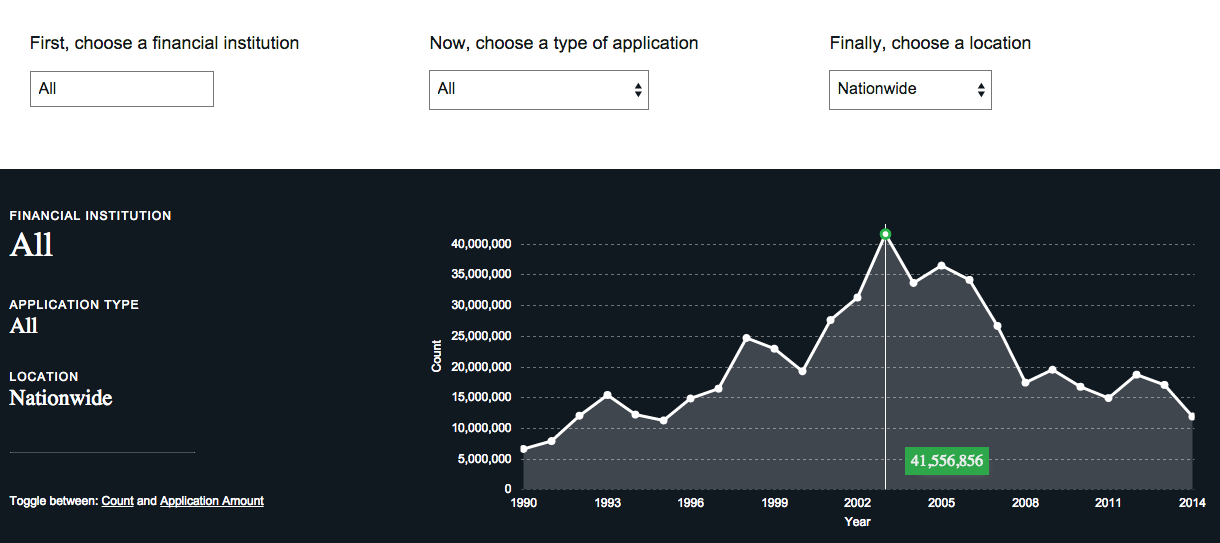 First, choose a financial institution
Now, choose a type of application
Finally, choose a location
All
All
Nationwide
FINANCIAL INSTITUTION
All
APPLICATION TYPE
All
LOCATION
Nationwide
Toggle between: Count and Application Amount
Count
40,000,000
35,000,000
30,000,000
25,000,000
20,000,000
15,000,000
10,000,000
5,000,000
0
41,556,856
1990
1993
1996
1999
2002
2005
2008
2011
2014
Year